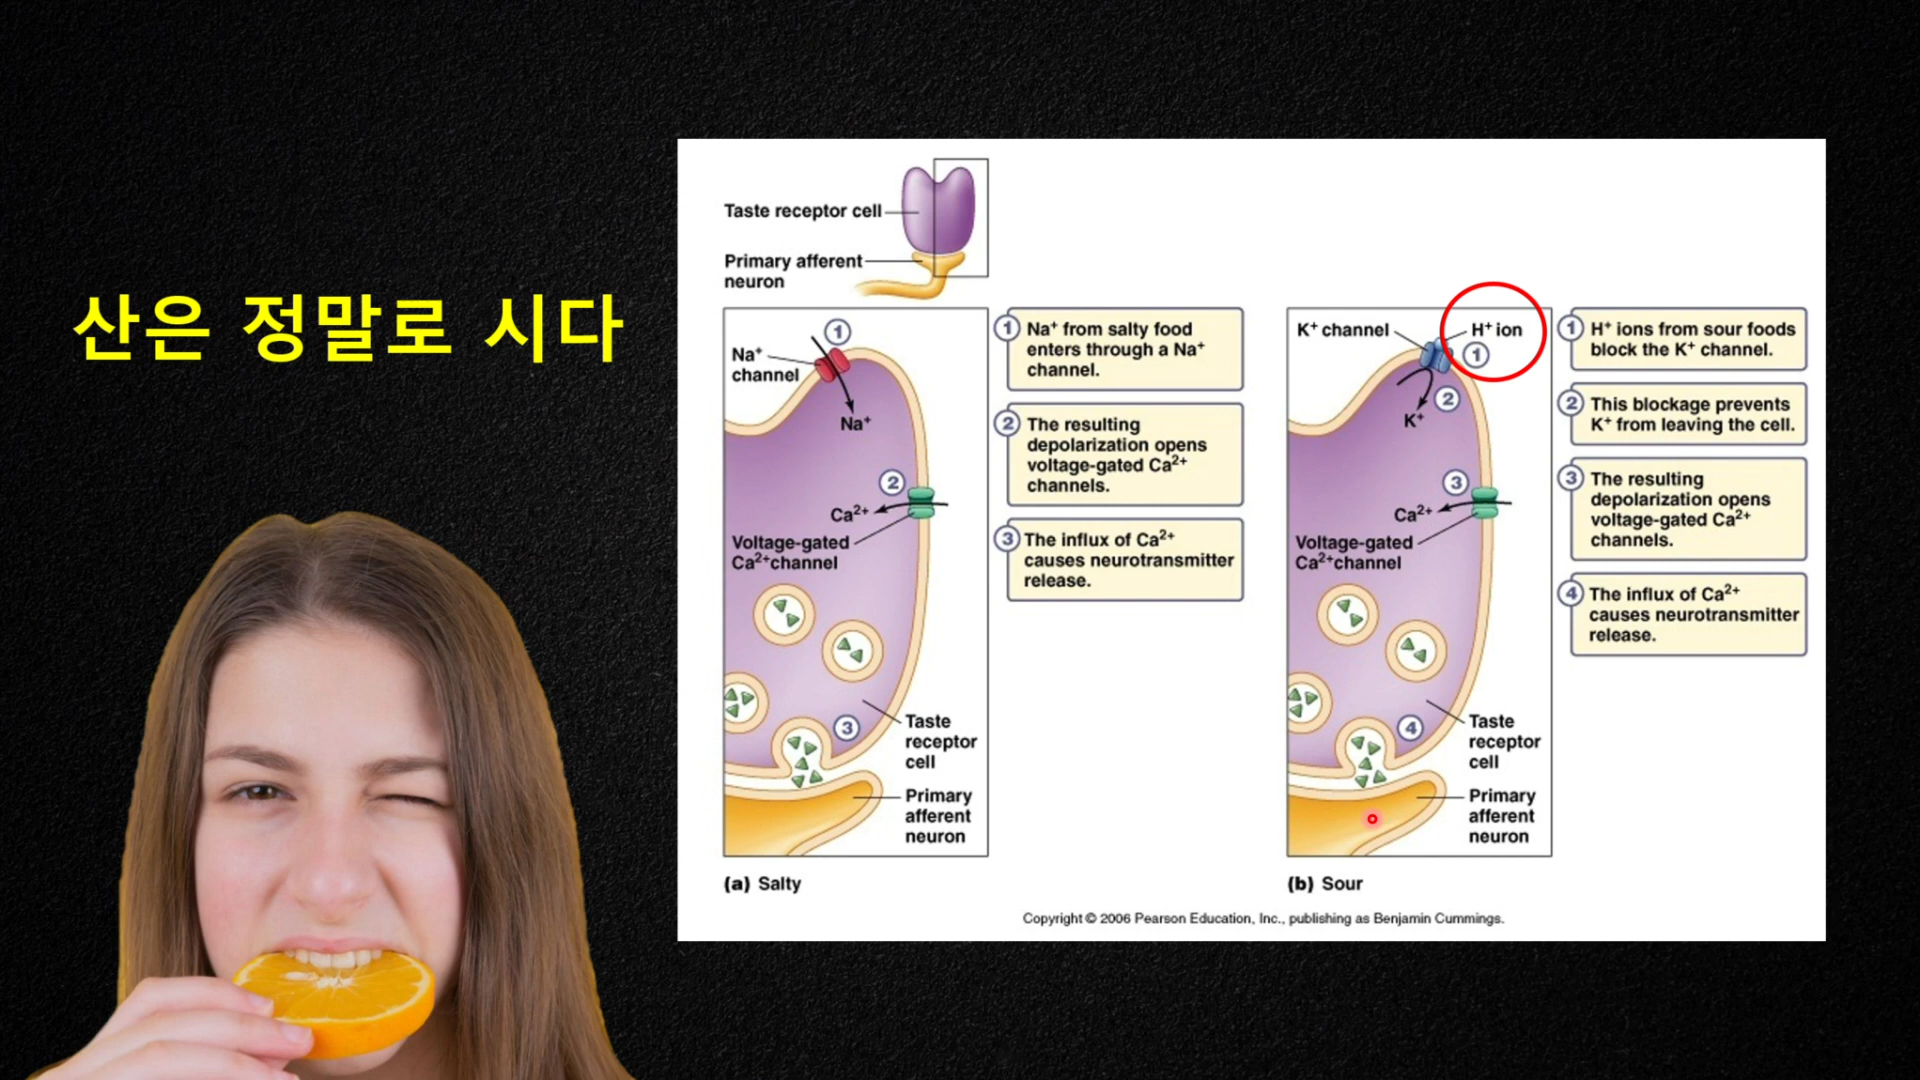 산은 정말로 시다
Taste receptor cell
Primary afferent
neuron
1
Na⁺
channel
Na⁺
2
Ca²⁺
Voltage-gated
Ca²⁺channel
3
Taste
receptor
cell
Primary
afferent
neuron
(a) Salty
1 Na⁺ from salty food
enters through a Na⁺
channel.
2 The resulting
depolarization opens
voltage-gated Ca²⁺
channels.
3 The influx of Ca²⁺
causes neurotransmitter
release.
K⁺ channel
H⁺ ion
1
2
K⁺
3
Ca²⁺
Voltage-gated
Ca²⁺channel
4
Taste
receptor
cell
Primary
afferent
neuron
(b) Sour
1 H⁺ ions from sour foods
block the K⁺ channel.
2 This blockage prevents
K⁺ from leaving the cell.
3 The resulting
depolarization opens
voltage-gated Ca²⁺
channels.
4 The influx of Ca²⁺
causes neurotransmitter
release.
Copyright © 2006 Pearson Education, Inc., publishing as Benjamin Cummings.